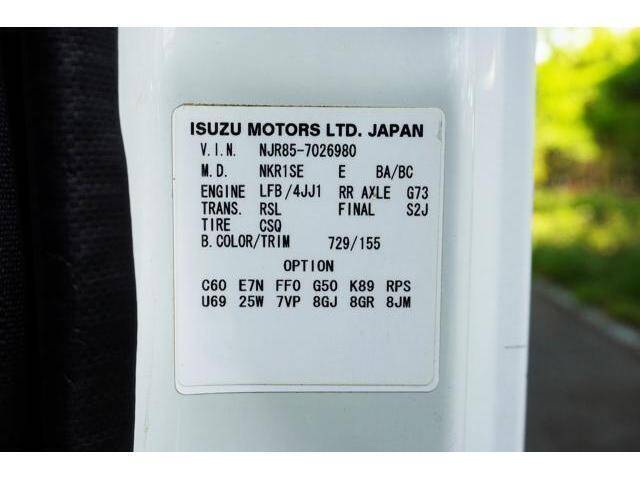 ISUZU MOTORS LTD. JAPAN
V.I.N. NJR85-7026980
M.D. NKR1SE E BA/BC
ENGINE LFB/4JJ1 RR AXLE G73
TRANS. RSL FINAL S2J
TIRE CSQ
B.COLOR/TRIM 729/155
OPTION
C60 E7N FF0 G50 K89 RPS
U69 25W 7VP 8GJ 8GR 8JM